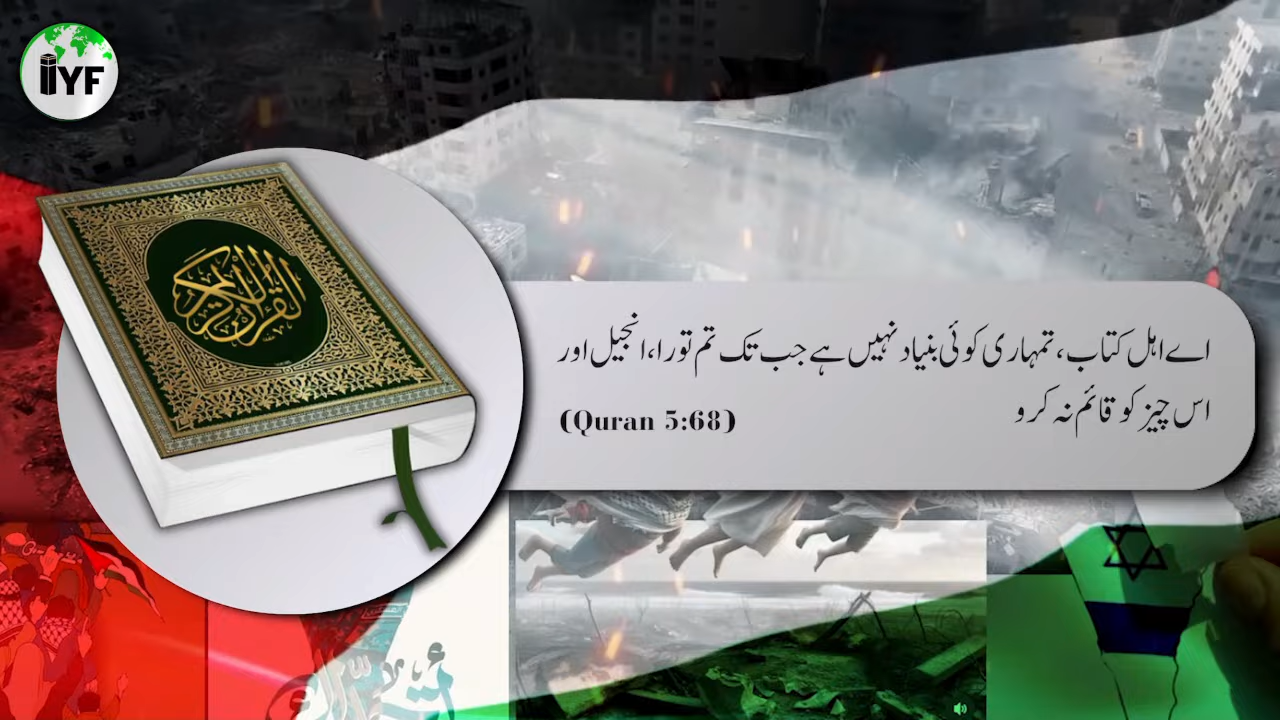 IYF
القرآن الكريم
اے اہل کتاب، تمہاری کوئی بنیاد نہیں ہے جب تک تم تورا، انجیل اور
اس چیز کو قائم نہ کرو
(Quran 5:68)